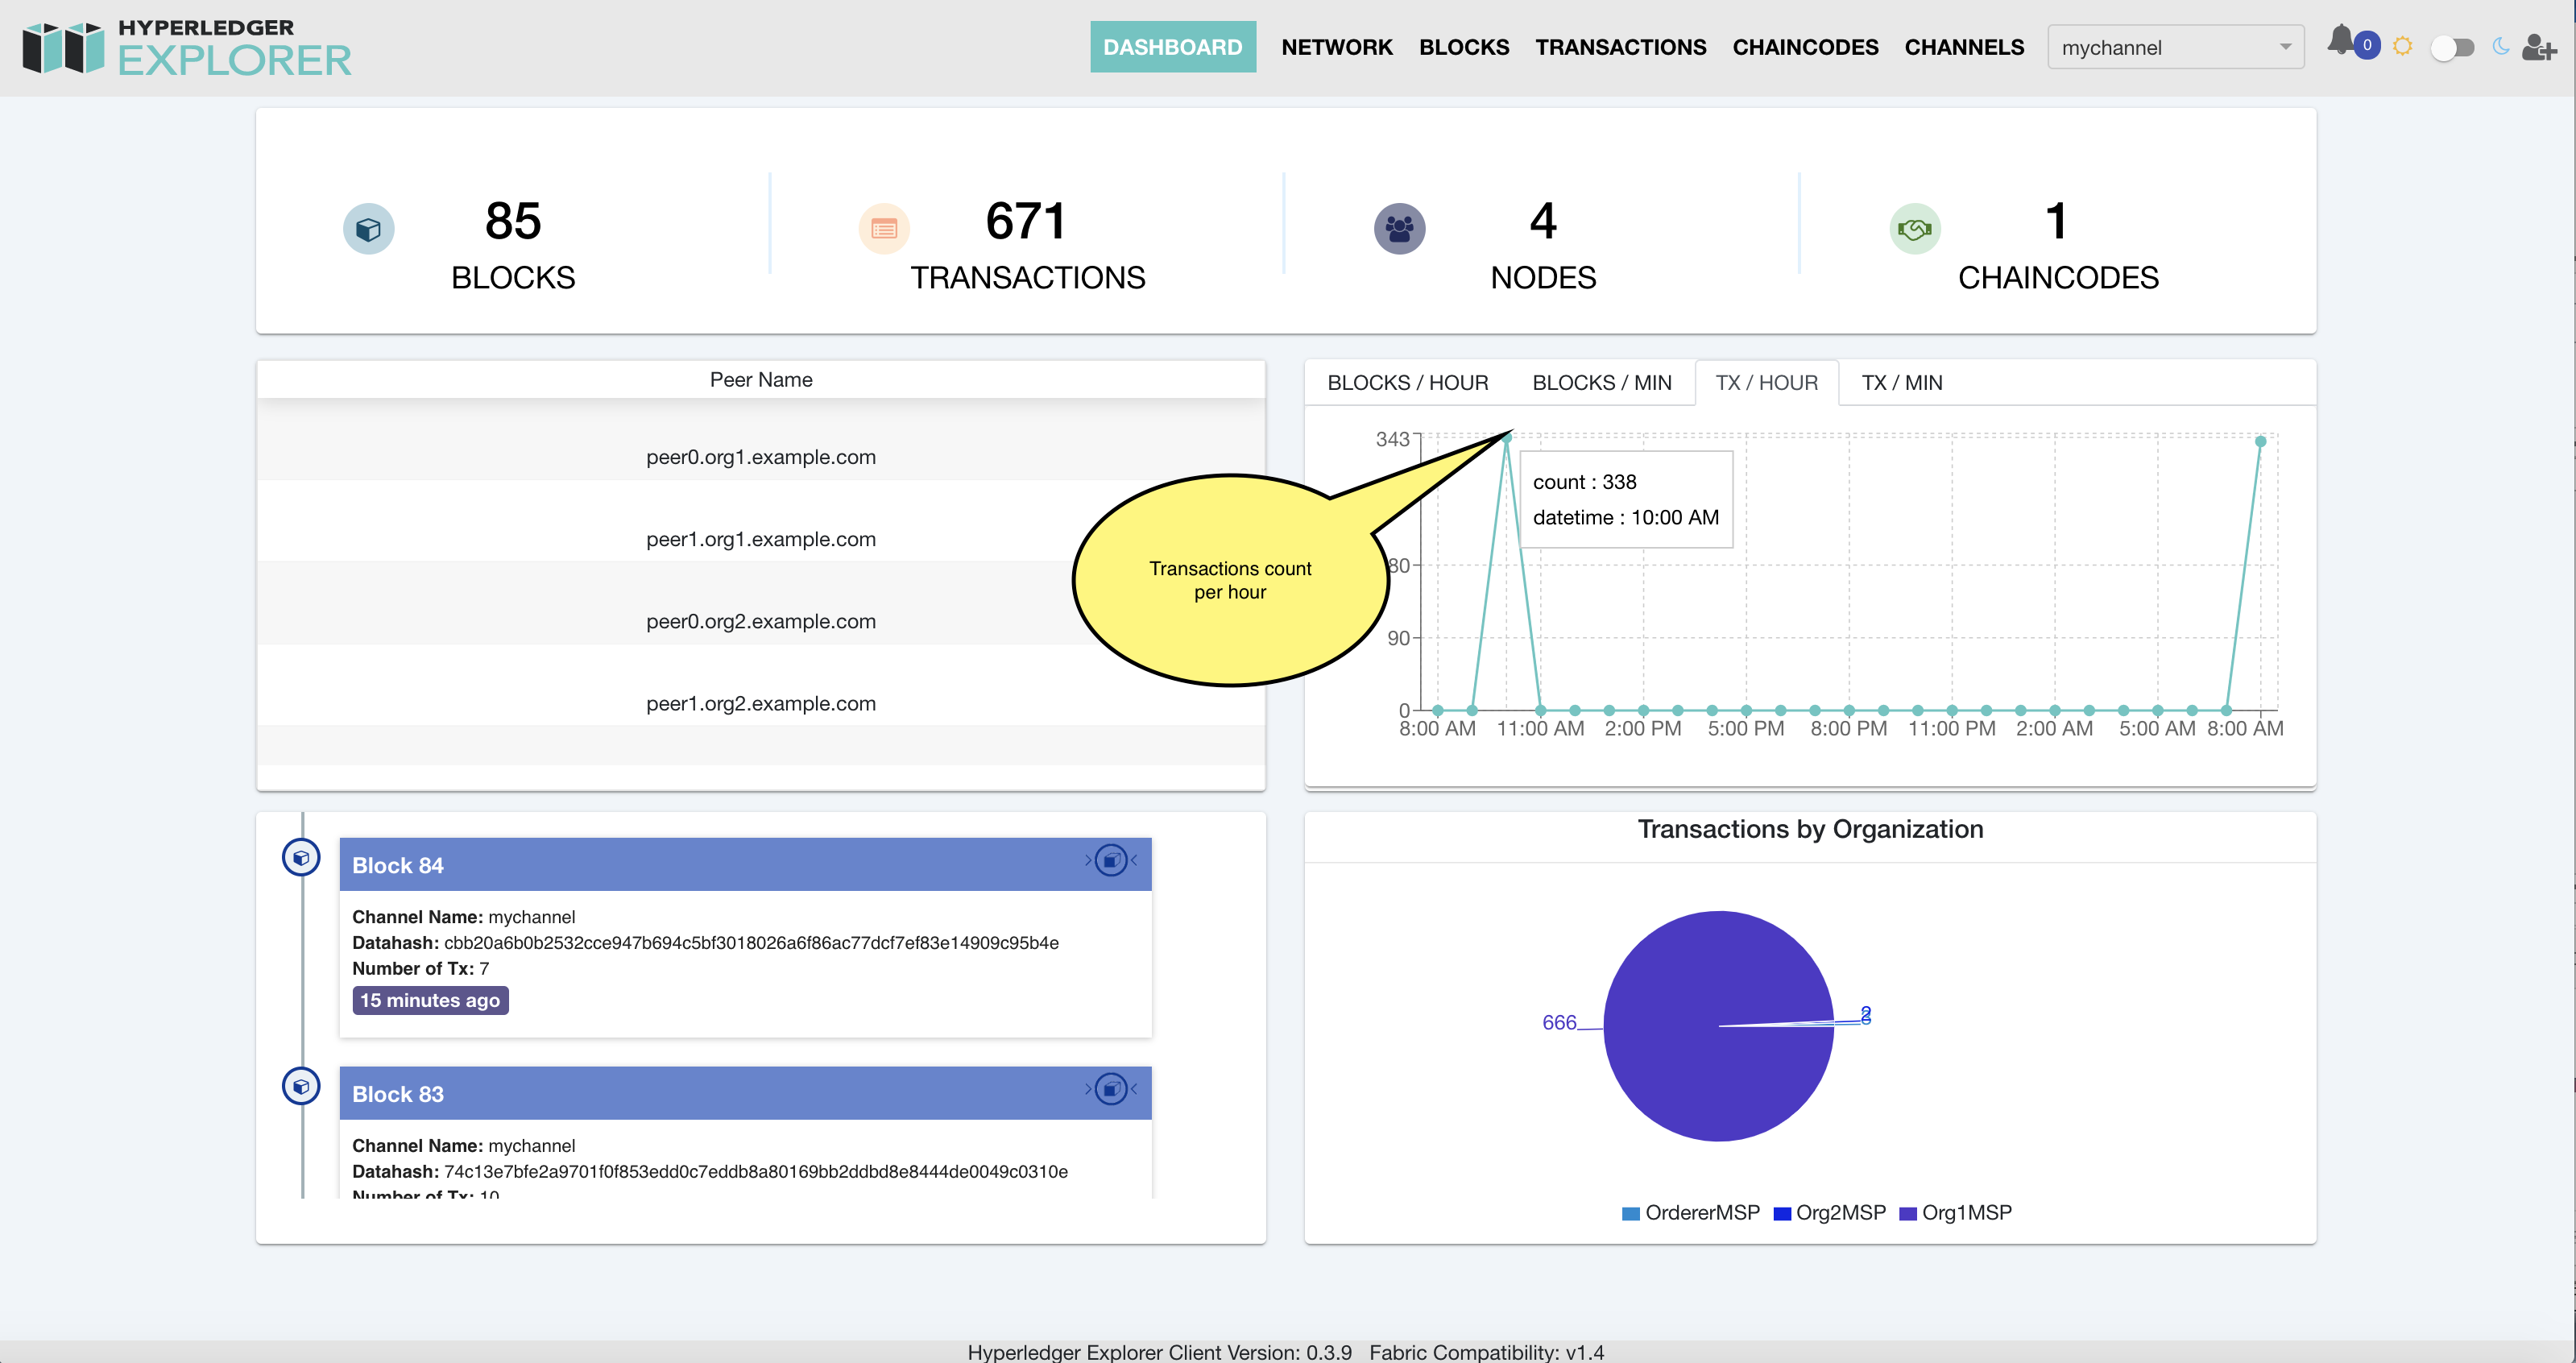 HYPERLEDGER
EXPLORER
DASHBOARD NETWORK BLOCKS TRANSACTIONS CHAINCODES CHANNELS mychannel 0
85
BLOCKS
671
TRANSACTIONS
4
NODES
1
CHAINCODES
Peer Name
peer0.org1.example.com
peer1.org1.example.com
peer0.org2.example.com
peer1.org2.example.com
BLOCKS / HOUR BLOCKS / MIN TX / HOUR TX / MIN
343
count : 338
datetime : 10:00 AM
Transactions count
per hour
80
90
0
8:00 AM 11:00 AM 2:00 PM 5:00 PM 8:00 PM 11:00 PM 2:00 AM 5:00 AM 8:00 AM
Block 84
Channel Name: mychannel
Datahash: cbb20a6b0b2532cce947b694c5bf3018026a6f86ac77dcf7ef83e14909c95b4e
Number of Tx: 7
15 minutes ago
Block 83
Channel Name: mychannel
Datahash: 74c13e7bfe2a9701f0f853edd0c7eddb8a80169bb2ddbd8e8444de0049c0310e
Number of Tx: 10
Transactions by Organization
666
2
3
OrdererMSP Org2MSP Org1MSP
Hyperledger Explorer Client Version: 0.3.9 Fabric Compatibility: v1.4